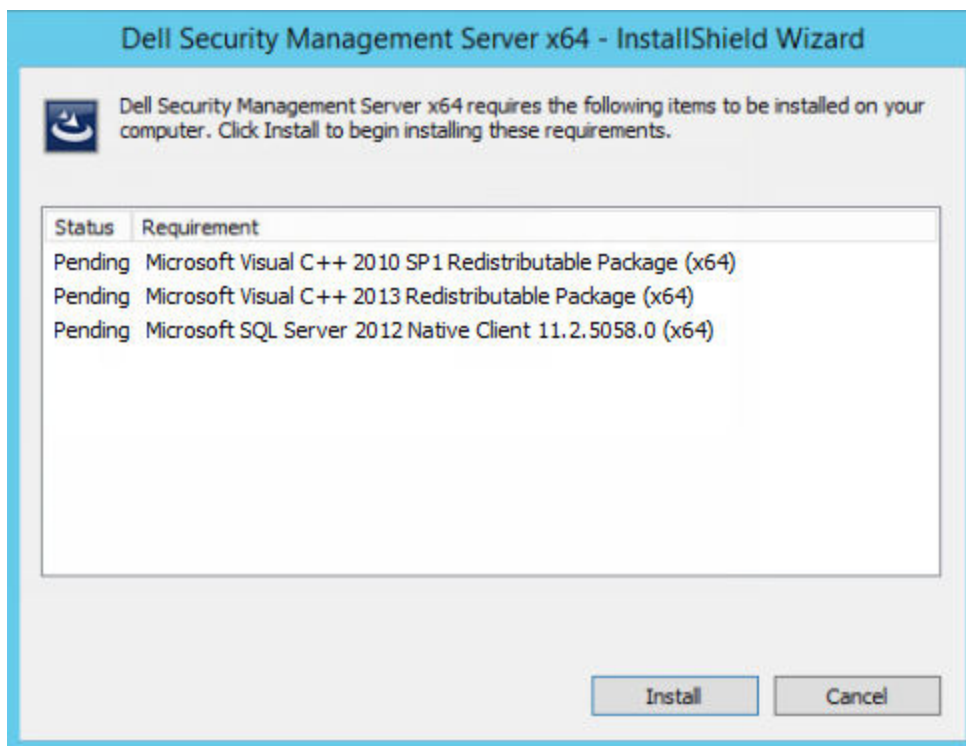 Dell Security Management Server x64 - InstallShield Wizard
Dell Security Management Server x64 requires the following items to be installed on your
computer. Click Install to begin installing these requirements.
Status Requirement
Pending Microsoft Visual C++ 2010 SP1 Redistributable Package (x64)
Pending Microsoft Visual C++ 2013 Redistributable Package (x64)
Pending Microsoft SQL Server 2012 Native Client 11.2.5058.0 (x64)
Install Cancel